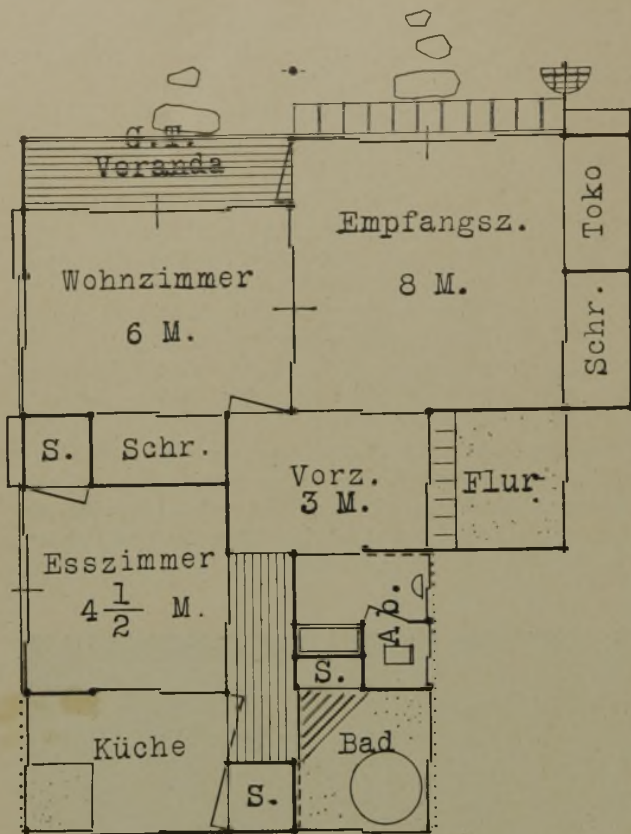 G.T.
Veranda
Empfangsz.
8 M.
Toko
Wohnzimmer
6 M.
Schr.
S.
Schr.
Vorz.
3 M.
Flur
Esszimmer
4 1/2 M.
Ab.
S.
Küche
Bad
S.